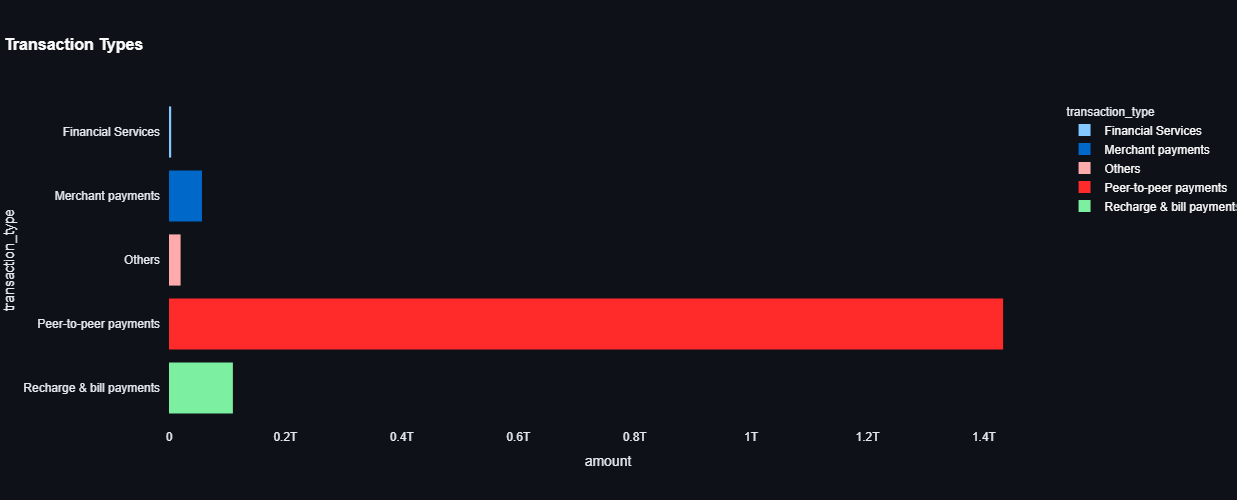 Transaction Types
transaction_type
Financial Services
Merchant payments
Others
Peer-to-peer payments
Recharge & bill payments
0 0.2T 0.4T 0.6T 0.8T 1T 1.2T 1.4T
amount
transaction_type
Financial Services
Merchant payments
Others
Peer-to-peer payments
Recharge & bill payments